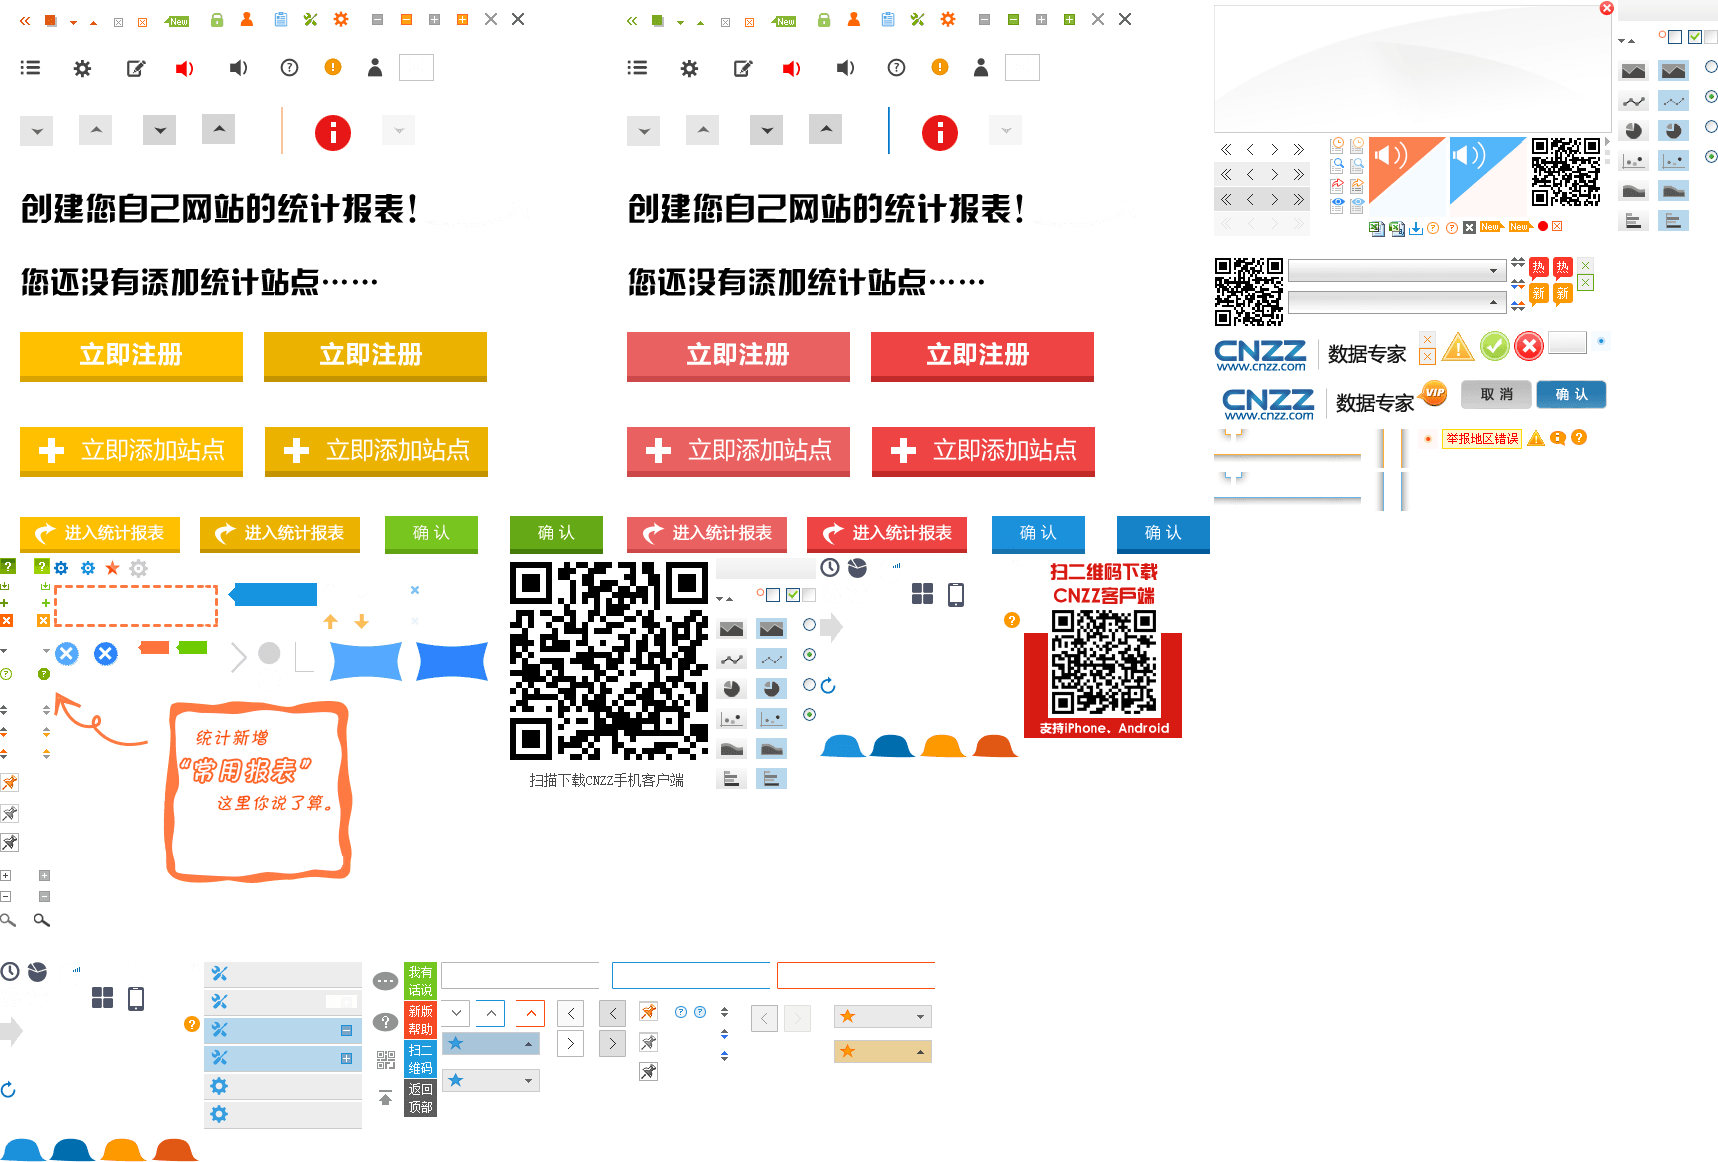 New
New
创建您自己网站的统计报表!
创建您自己网站的统计报表!
您还没有添加统计站点……
您还没有添加统计站点……
立即注册
立即注册
立即注册
立即注册
立即添加站点
立即添加站点
立即添加站点
立即添加站点
进入统计报表
进入统计报表
确 认
确 认
进入统计报表
进入统计报表
确 认
确 认
New
New
热
热
新
新
CNZZ 数据专家
www.cnzz.com
CNZZ 数据专家
www.cnzz.com
VIP
取 消
确 认
举报地区错误
扫二维码下载
CNZZ客戶端
支持iPhone、Android
统计新增
“常用报表”
这里你说了算。
扫描下载CNZZ手机客户端
我有
话说
新版
帮助
扫二
维码
返回
顶部